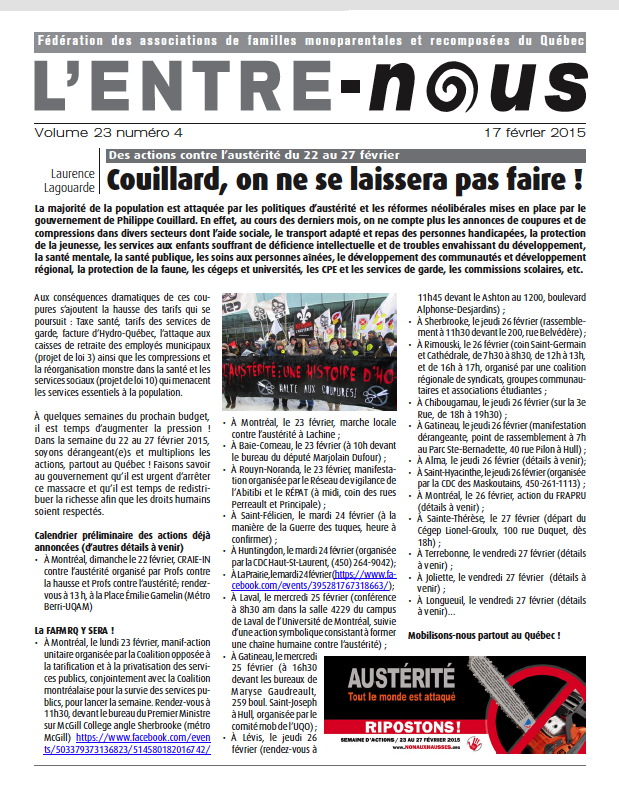 Fédération des associations de familles monoparentales et recomposées du Québec
L'ENTRE-nous
Volume 23 numéro 4
17 février 2015
Laurence
Lagouarde
Des actions contre l'austérité du 22 au 27 février
Couillard, on ne se laissera pas faire !
La majorité de la population est attaquée par les politiques d'austérité et les réformes néolibérales mises en place par le
gouvernement de Philippe Couillard. En effet, au cours des derniers mois, on ne compte plus les annonces de coupures et de
compressions dans divers secteurs dont l'aide sociale, le transport adapté et repas des personnes handicapées, la protection
de la jeunesse, les services aux enfants souffrant de déficience intellectuelle et de troubles envahissant du développement,
la santé mentale, la santé publique, les soins aux personnes ainées, le développement des communautés et développement
régional, la protection de la faune, les cégeps et universités, les CPE et les services de garde, les commissions scolaires, etc.
Aux conséquences dramatiques de ces cou-
pures s'ajoutent la hausse des tarifs qui se
poursuit : Taxe santé, tarifs des services de
garde, facture d'Hydro-Québec, l'attaque aux
caisses de retraite des employés municipaux
(projet de loi 3) ainsi que les compressions et
la réorganisation monstre dans la santé et les
services sociaux (projet de loi 10) qui menacent
les services essentiels à la population.
À quelques semaines du prochain budget,
il est temps d'augmenter la pression !
Dans la semaine du 22 au 27 février 2015,
soyons dérangeant(e)s et multiplions les
actions, partout au Québec ! Faisons savoir
au gouvernement qu'il est urgent d'arrêter
ce massacre et qu'il est temps de redistri-
buer la richesse afin que les droits humains
soient respectés.
Calendrier préliminaire des actions déjà
annoncées (d'autres détails à venir)
• À Montréal, dimanche le 22 février, CRAIE-IN
contre l'austérité organisé par Profs contre
la hausse et Profs contre l'austérité; rendez-
vous à 13 h, à la Place Émilie Gamelin (Métro
Berri-UQAM)
La FAFMRQ Y SERA !
• À Montréal, le lundi 23 février, manif-action
unitaire organisée par la Coalition opposée à
la tarification et à la privatisation des servi-
ces publics, conjointement avec la Coalition
montréalaise pour la survie des services pu-
blics, pour lancer la semaine. Rendez-vous à
11h30, devant le bureau du Premier Ministre
sur McGill College angle Sherbrooke (métro
McGill) https://www.facebook.com/even
ts/503379373136823/514580182016742/
AUSTÉRITÉ : UNE HISTOIRE D'HO
HALTE AUX COUPURES!
• À Montréal, le 23 février, marche locale
contre l'austérité à Lachine ;
• À Baie-Comeau, le 23 février (à 10h devant
le bureau du député Marjolain Dufour) ;
• À Rouyn-Noranda, le 23 février, manifesta-
tion organisée par le Réseau de vigilance de
l'Abitibi et le RÉPAT (à midi, coin des rues
Perreault et Principale) ;
• À Saint-Félicien, le mardi 24 février (à la
manière de la Guerre des tuques, heure à
confirmer) ;
• À Huntingdon, le mardi 24 février (organisée
par la CDC Haut-St-Laurent, (450) 264-9042);
• À La Prairie, le mardi 24 février (https://www.fa-
cebook.com/events/395281767318663/);
• À Laval, le mercredi 25 février (conférence
à 8h30 am dans la salle 4229 du campus
de Laval de l'Université de Montréal, suivie
d'une action symbolique consistant à former
une chaîne humaine contre l'austérité) ;
• À Gatineau, le mercredi
25 février (à 16h30
devant les bureaux de
Maryse Gaudreault,
259 boul. Saint-Joseph
à Hull, organisée par le
comité mob de l'UQO) ;
• À Lévis, le jeudi 26
février (rendez-vous à
11h45 devant le Ashton au 1200, boulevard
Alphonse-Desjardins) ;
• À Sherbrooke, le jeudi 26 février (rassemble-
ment à 11h30 devant le 200, rue Belvédère) ;
• À Rimouski, le 26 février (coin Saint-Germain
et Cathédrale, de 7h30 à 8h30, de 12h à 13h,
et de 16h à 17h, organisé par une coalition
régionale de syndicats, groupes communau-
taires et associations étudiantes ;
• À Chibougamau, le jeudi 26 février (sur la 3e
Rue, de 18h à 19h30) ;
• À Gatineau, le jeudi 26 février (manifestation
dérangeante, point de rassemblement à 7h
au Parc Ste-Bernadette, 40 rue Pilon à Hull) ;
• À Alma, le jeudi 26 février (détails à venir);
• À Saint-Hyacinthe, le jeudi 26 février (organisée
par la CDC des Maskoutains, 450-261-1113) ;
• À Montréal, le 26 février, action du FRAPRU
(détails à venir) ;
• À Sainte-Thérèse, le 27 février (départ du
Cégep Lionel-Groulx, 100 rue Duquet, dès
18h) ;
• À Terrebonne, le vendredi 27 février (détails
à venir) ;
• À Joliette, le vendredi 27 février (détails à
venir) ;
• À Longueuil, le vendredi 27 février (détails
à venir)...
Mobilisons-nous partout au Québec !
AUSTÉRITÉ
Tout le monde est attaqué
RIPOSTONS!
SEMAINE D'ACTIONS / 23 AU 27 FÉVRIER 2015
www.NONAUXHAUSSES.org